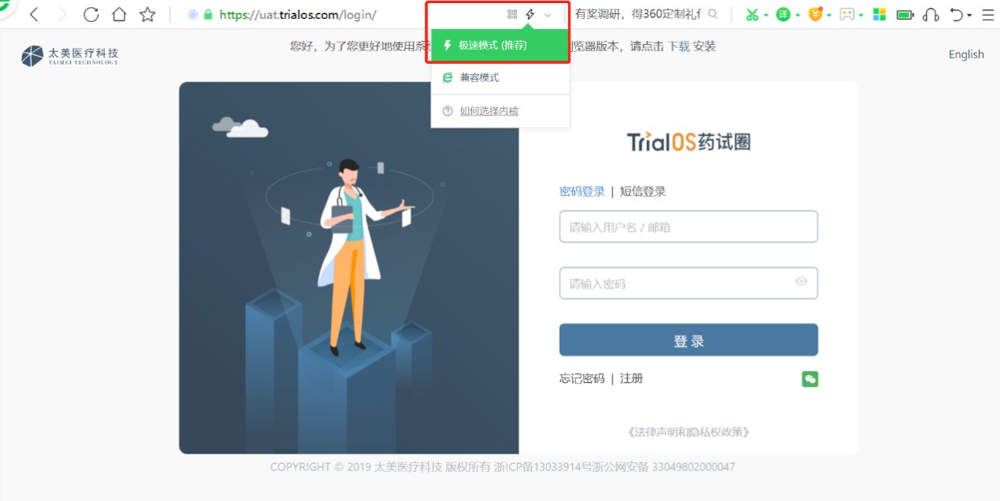 https://uat.trialos.com/login/
有奖调研，得360定制礼
极速模式 (推荐)
兼容模式
如何选择内核
太美医疗科技
TAIMEI TECHNOLOGY
您好，为了您更好地使用系
览器版本，请点击 下载 安装
English
TrialOS药试圈
密码登录 | 短信登录
请输入用户名 / 邮箱
请输入密码
登 录
忘记密码 | 注册
《法律声明和隐私权政策》
COPYRIGHT © 2019 太美医疗科技 版权所有 浙ICP备13033914号浙公网安备 33049802000047